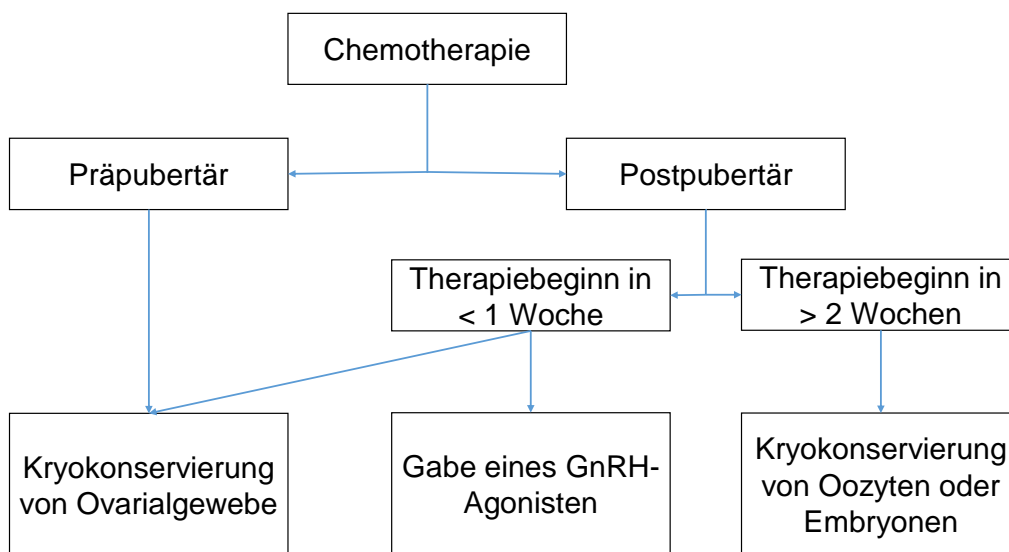 Chemotherapie
Präpubertär
Postpubertär
Therapiebeginn in
< 1 Woche
Therapiebeginn in
> 2 Wochen
Kryokonservierung
von Ovarialgewebe
Gabe eines GnRH-
Agonisten
Kryokonservierung
von Oozyten oder
Embryonen